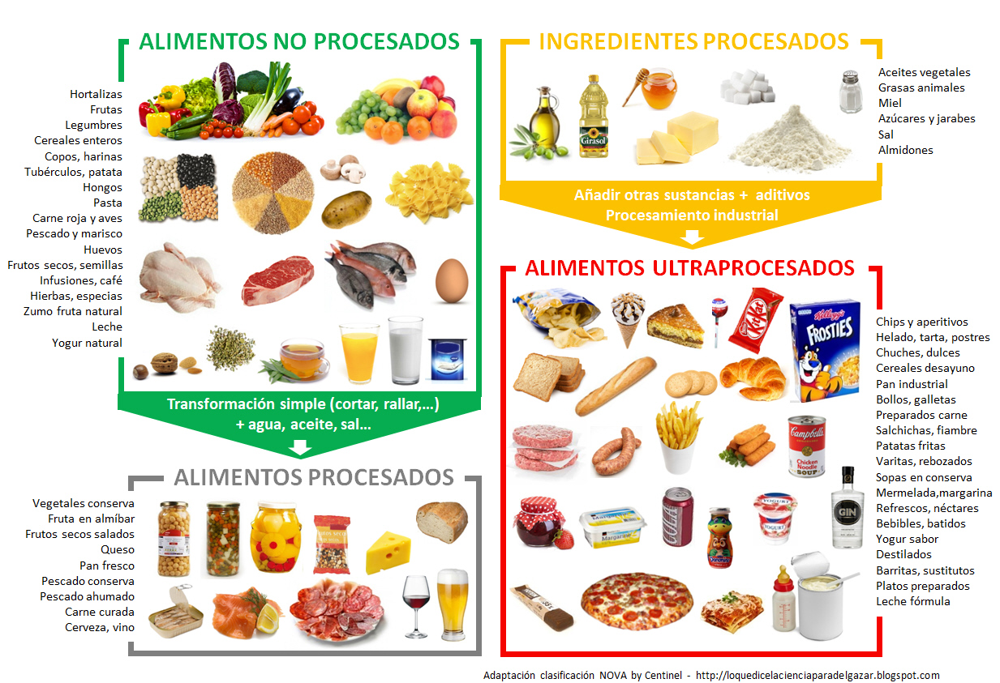 ALIMENTOS NO PROCESADOS
Hortalizas
Frutas
Legumbres
Cereales enteros
Copos, harinas
Tubérculos, patata
Hongos
Pasta
Carne roja y aves
Pescado y marisco
Huevos
Frutos secos, semillas
Infusiones, café
Hierbas, especias
Zumo fruta natural
Leche
Yogur natural
Transformación simple (cortar, rallar,...)
+ agua, aceite, sal...
ALIMENTOS PROCESADOS
Vegetales conserva
Fruta en almíbar
Frutos secos salados
Queso
Pan fresco
Pescado conserva
Pescado ahumado
Carne curada
Cerveza, vino
INGREDIENTES PROCESADOS
Girasol
Aceites vegetales
Grasas animales
Miel
Azúcares y jarabes
Sal
Almidones
Añadir otras sustancias + aditivos
Procesamiento industrial
ALIMENTOS ULTRAPROCESADOS
KitKat
Kellogg's
FROSTIES
Campbell's
Chicken
Noodle
SOUP
Margarine
YOGURT
YOGURT
GIN
Chips y aperitivos
Helado, tarta, postres
Chuches, dulces
Cereales desayuno
Pan industrial
Bollos, galletas
Preparados carne
Salchichas, fiambre
Patatas fritas
Varitas, rebozados
Sopas en conserva
Mermelada,margarina
Refrescos, néctares
Bebibles, batidos
Yogur sabor
Destilados
Barritas, sustitutos
Platos preparados
Leche fórmula
Adaptación clasificación NOVA by Centinel - http://loquedicelacienciaparadelgazar.blogspot.com